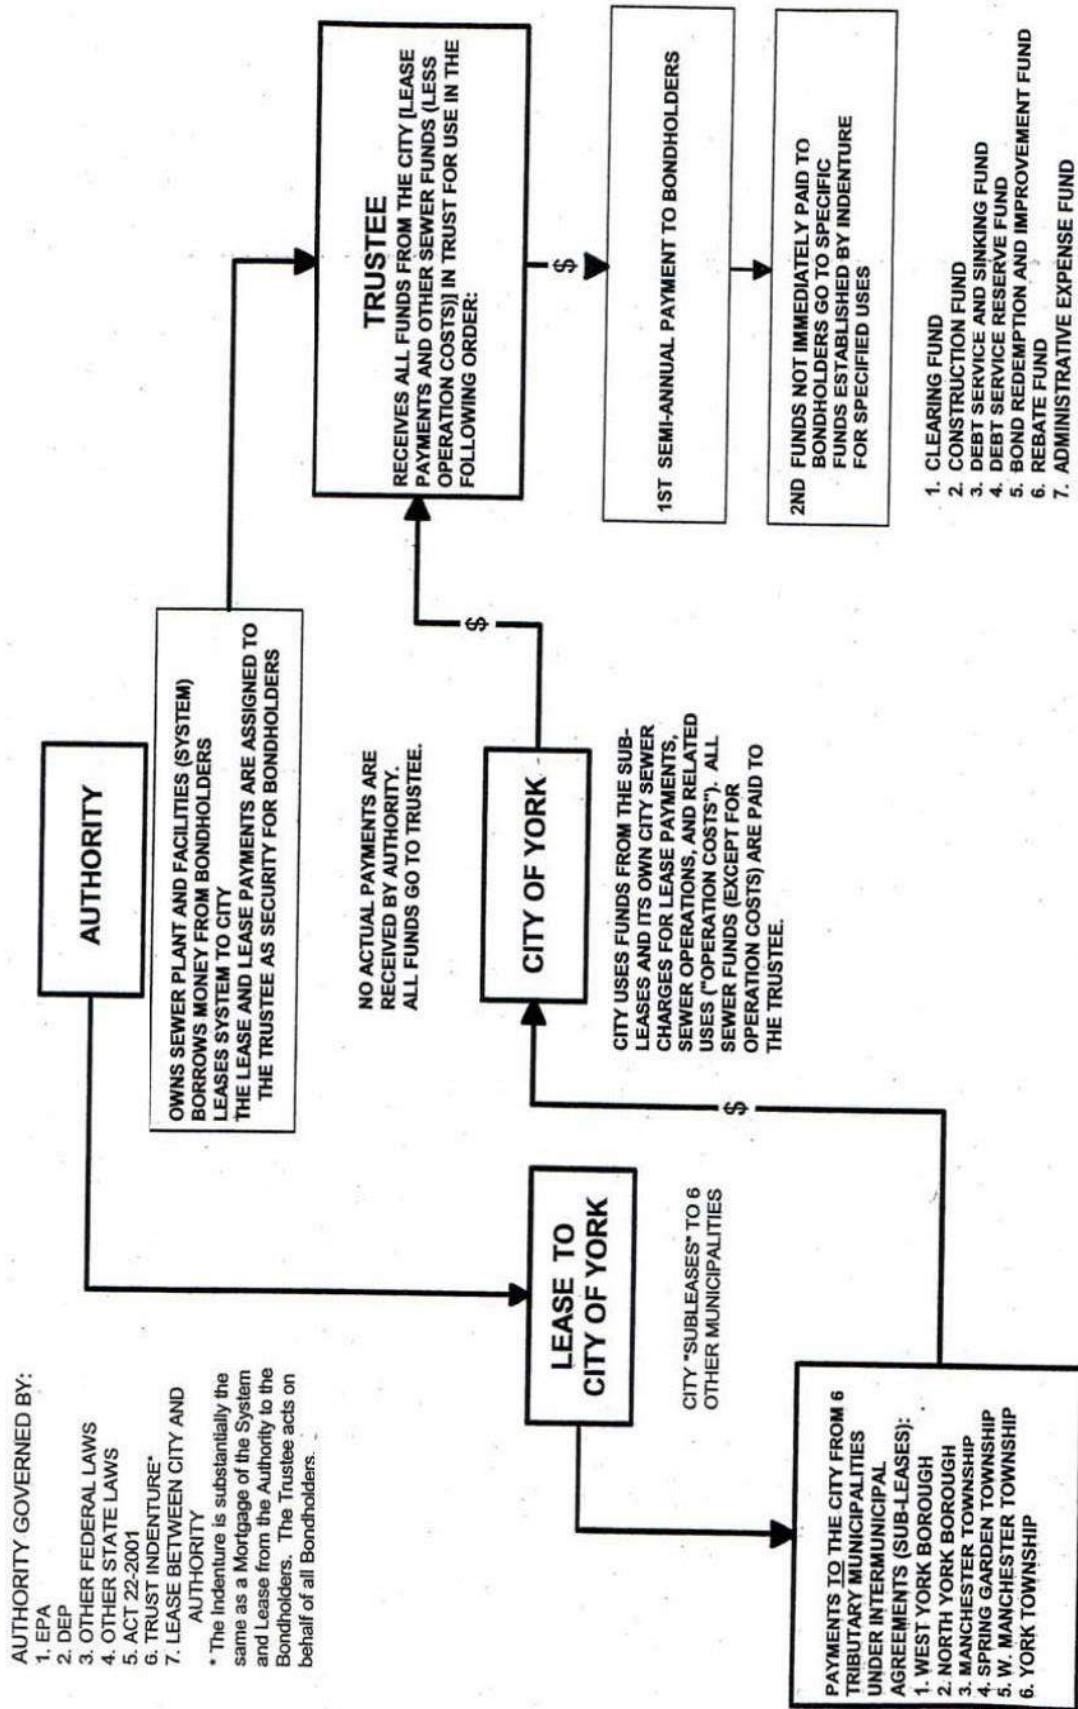 AUTHORITY GOVERNED BY:
1. EPA
2. DEP
3. OTHER FEDERAL LAWS
4. OTHER STATE LAWS
5. ACT 22-2001
6. TRUST INDENTURE*
7. LEASE BETWEEN CITY AND
AUTHORITY
* The Indenture is substantially the
same as a Mortgage of the System
and Lease from the Authority to the
Bondholders. The Trustee acts on
behalf of all Bondholders.
AUTHORITY
OWNS SEWER PLANT AND FACILITIES (SYSTEM)
BORROWS MONEY FROM BONDHOLDERS
LEASES SYSTEM TO CITY
THE LEASE AND LEASE PAYMENTS ARE ASSIGNED TO
THE TRUSTEE AS SECURITY FOR BONDHOLDERS
NO ACTUAL PAYMENTS ARE
RECEIVED BY AUTHORITY.
ALL FUNDS GO TO TRUSTEE.
LEASE TO
CITY OF YORK
CITY "SUBLEASES" TO 6
OTHER MUNICIPALITIES
PAYMENTS TO THE CITY FROM 6
TRIBUTARY MUNICIPALITIES
UNDER INTERMUNICIPAL
AGREEMENTS (SUB-LEASES):
1. WEST YORK BOROUGH
2. NORTH YORK BOROUGH
3. MANCHESTER TOWNSHIP
4. SPRING GARDEN TOWNSHIP
5. W. MANCHESTER TOWNSHIP
6. YORK TOWNSHIP
$
CITY OF YORK
CITY USES FUNDS FROM THE SUB-
LEASES AND ITS OWN CITY SEWER
CHARGES FOR LEASE PAYMENTS,
SEWER OPERATIONS, AND RELATED
USES ("OPERATION COSTS"). ALL
SEWER FUNDS (EXCEPT FOR
OPERATION COSTS) ARE PAID TO
THE TRUSTEE.
$
TRUSTEE
RECEIVES ALL FUNDS FROM THE CITY [LEASE
PAYMENTS AND OTHER SEWER FUNDS (LESS
OPERATION COSTS)] IN TRUST FOR USE IN THE
FOLLOWING ORDER:
$
1ST SEMI-ANNUAL PAYMENT TO BONDHOLDERS
2ND FUNDS NOT IMMEDIATELY PAID TO
BONDHOLDERS GO TO SPECIFIC
FUNDS ESTABLISHED BY INDENTURE
FOR SPECIFIED USES
1. CLEARING FUND
2. CONSTRUCTION FUND
3. DEBT SERVICE AND SINKING FUND
4. DEBT SERVICE RESERVE FUND
5. BOND REDEMPTION AND IMPROVEMENT FUND
6. REBATE FUND
7. ADMINISTRATIVE EXPENSE FUND